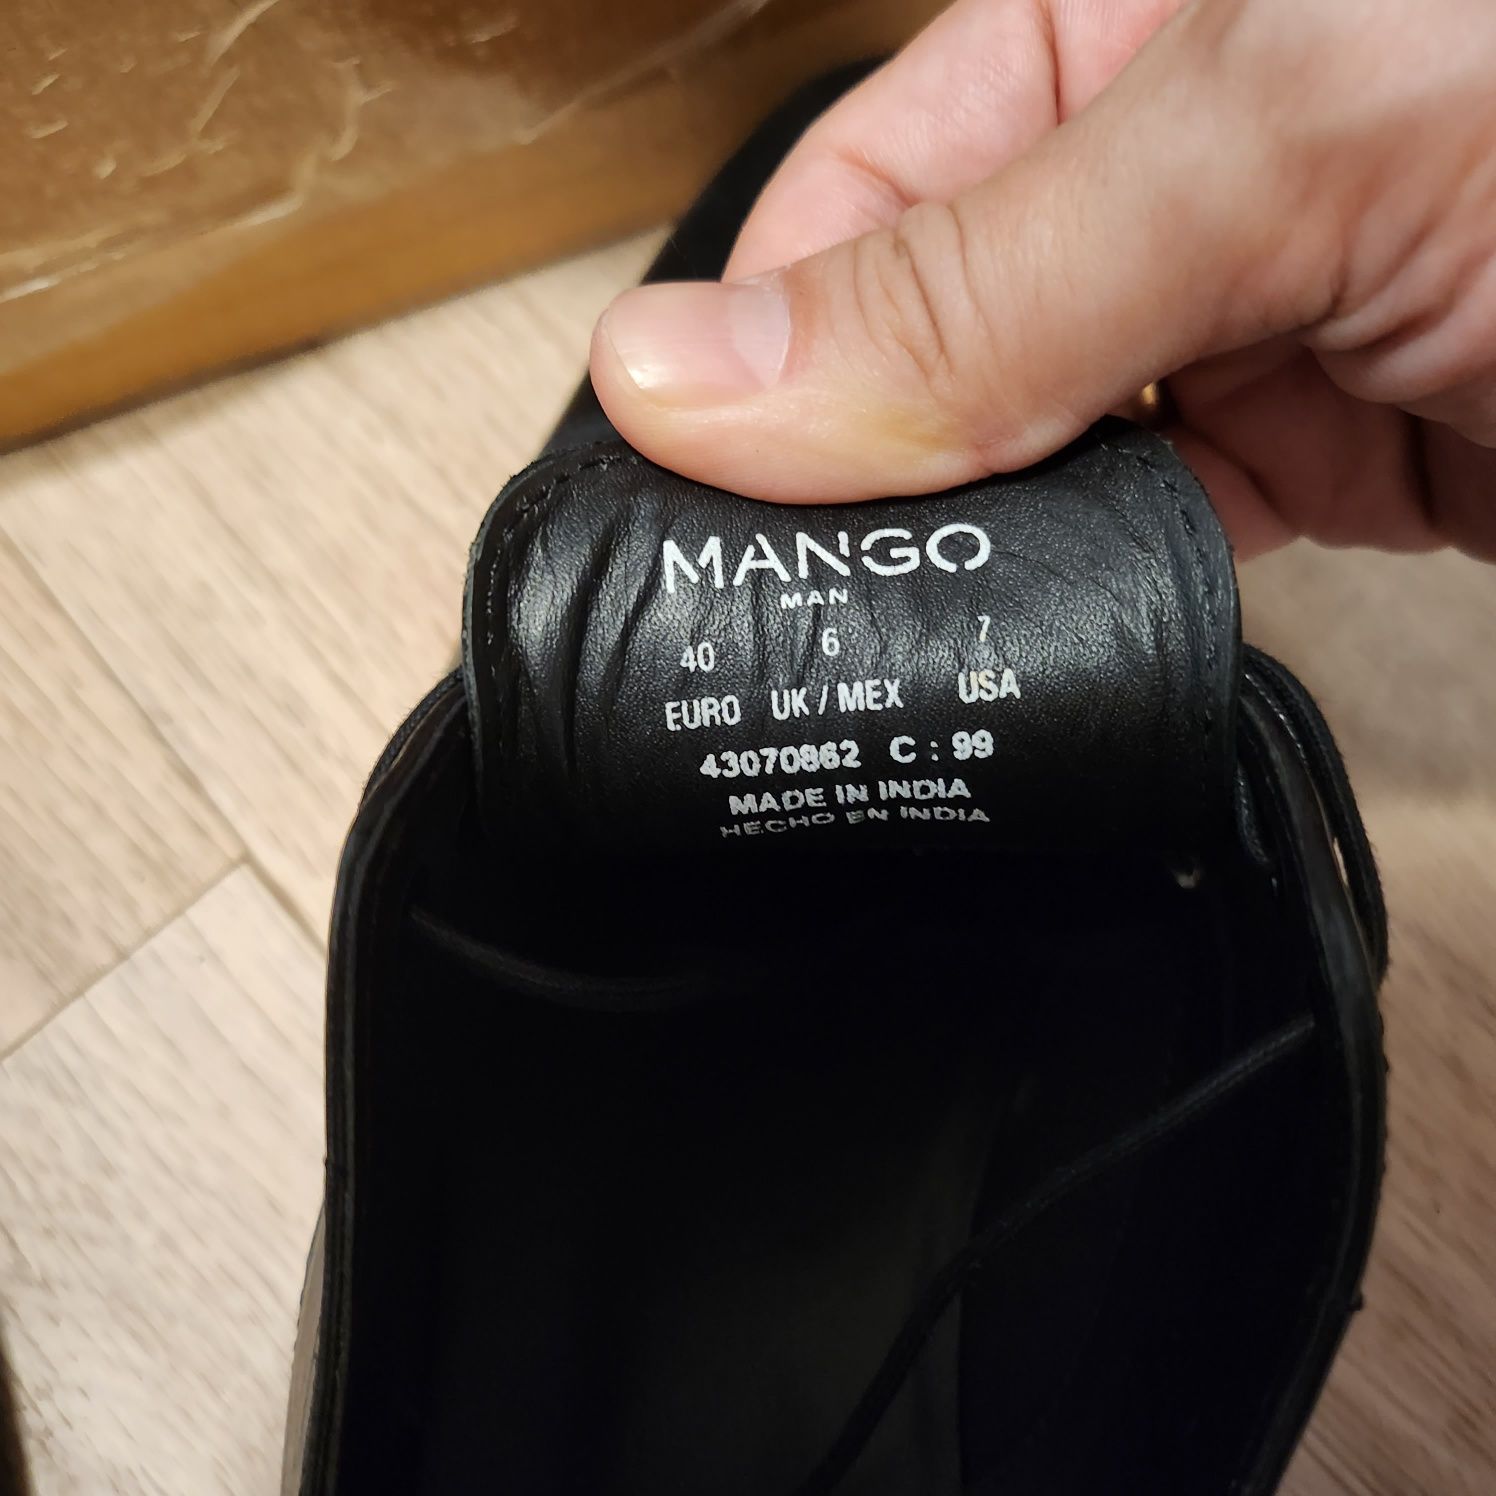 MANGO
MAN
40 6 7
EURO UK / MEX USA
43070862 C : 99
MADE IN INDIA
HECHO EN INDIA